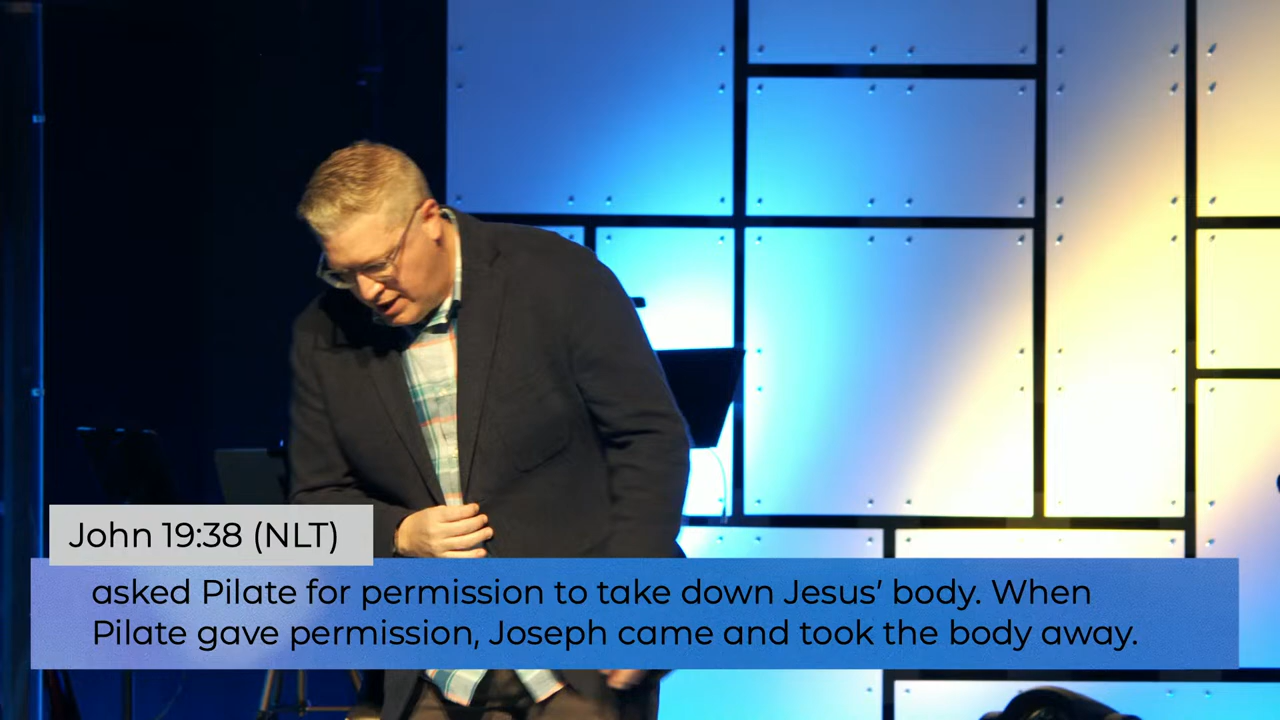 John 19:38 (NLT)
asked Pilate for permission to take down Jesus’ body. When
Pilate gave permission, Joseph came and took the body away.